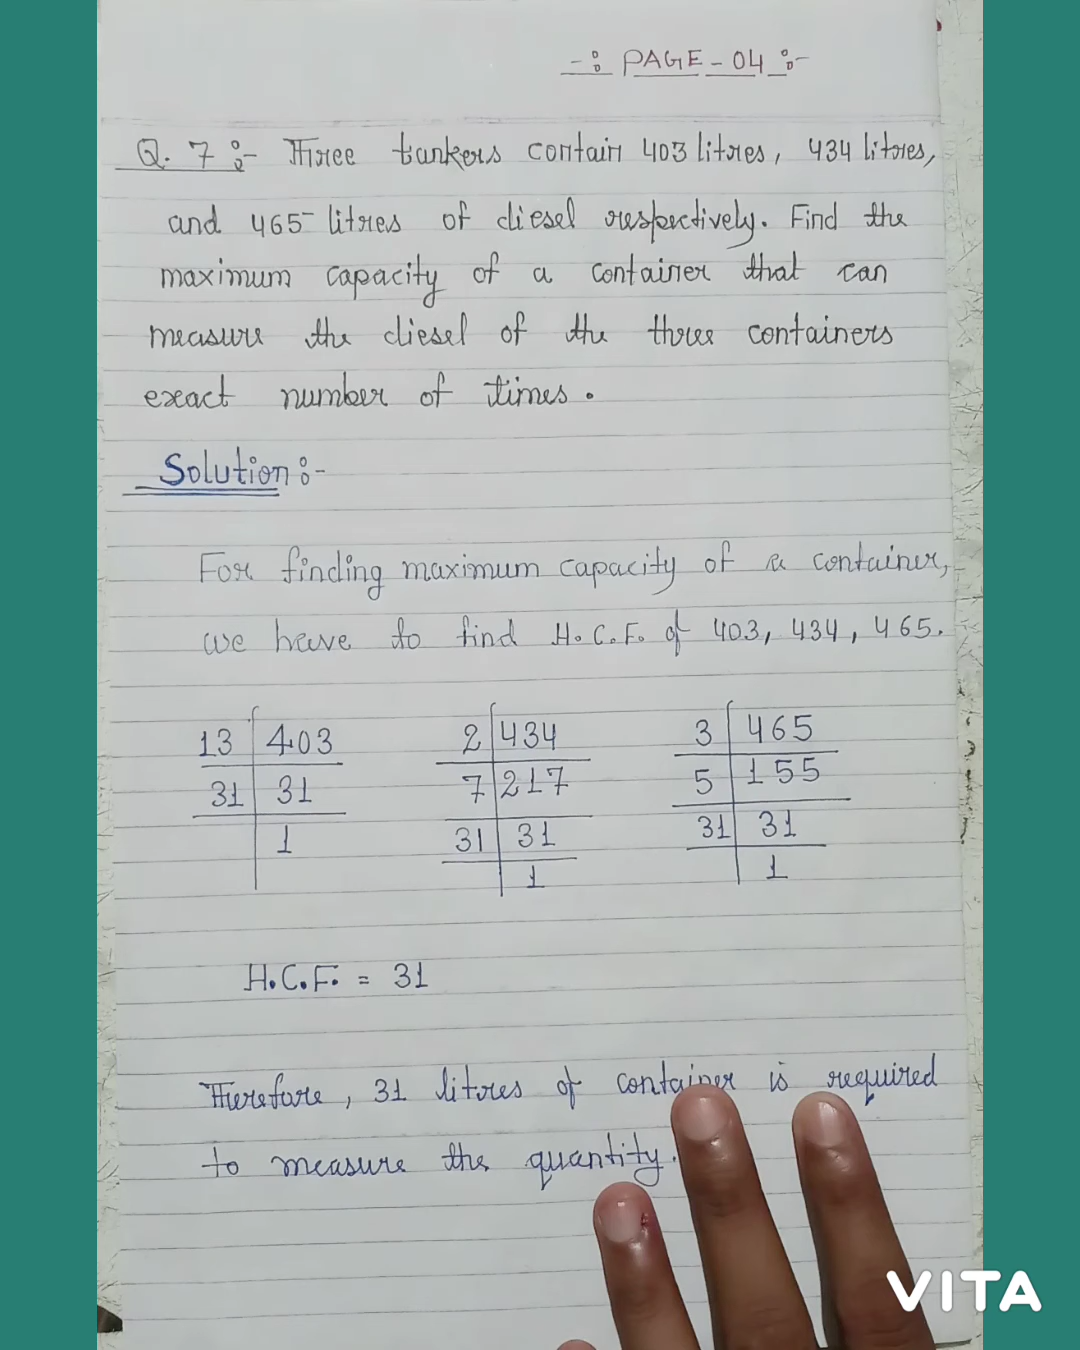 -: PAGE-04 :-
Q. 7 :- Three tankers contain 403 litres, 434 litres,
and 465 litres of diesel respectively. Find the
maximum capacity of a container that can
measure the diesel of the three containers
exact number of times.
Solution :-
For finding maximum capacity of a container,
we have to find H.C.F. of 403, 434, 465.
13 403 2 434 3 465
31 31 7 217 5 155
1 31 31 31 31
1 1
H.C.F. = 31
Therefore, 31 litres of container is required
to measure the quantity.
VITA